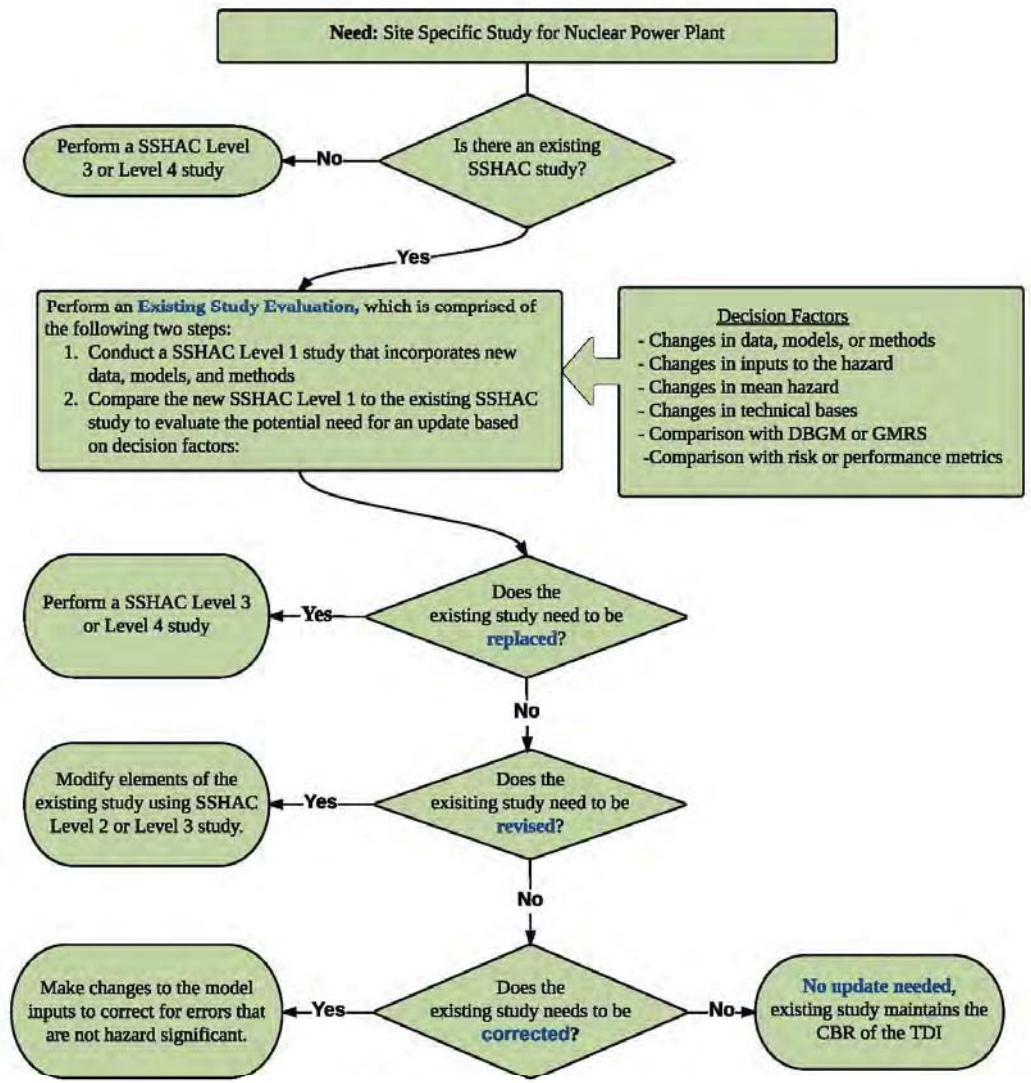 Need: Site Specific Study for Nuclear Power Plant
Is there an existing
SSHAC study?
No
Perform a SSHAC Level
3 or Level 4 study
Yes
Perform an Existing Study Evaluation, which is comprised of
the following two steps:
1. Conduct a SSHAC Level 1 study that incorporates new
data, models, and methods
2. Compare the new SSHAC Level 1 to the existing SSHAC
study to evaluate the potential need for an update based
on decision factors:
Decision Factors
- Changes in data, models, or methods
- Changes in inputs to the hazard
- Changes in mean hazard
- Changes in technical bases
- Comparison with DBGM or GMRS
-Comparison with risk or performance metrics
Does the
existing study need to be
replaced?
Yes
Perform a SSHAC Level 3
or Level 4 study
No
Does the
exisiting study need to be
revised?
Yes
Modify elements of the
existing study using SSHAC
Level 2 or Level 3 study.
No
Does the
existing study needs to be
corrected?
Yes
Make changes to the model
inputs to correct for errors that
are not hazard significant.
No
No update needed,
existing study maintains the
CBR of the TDI